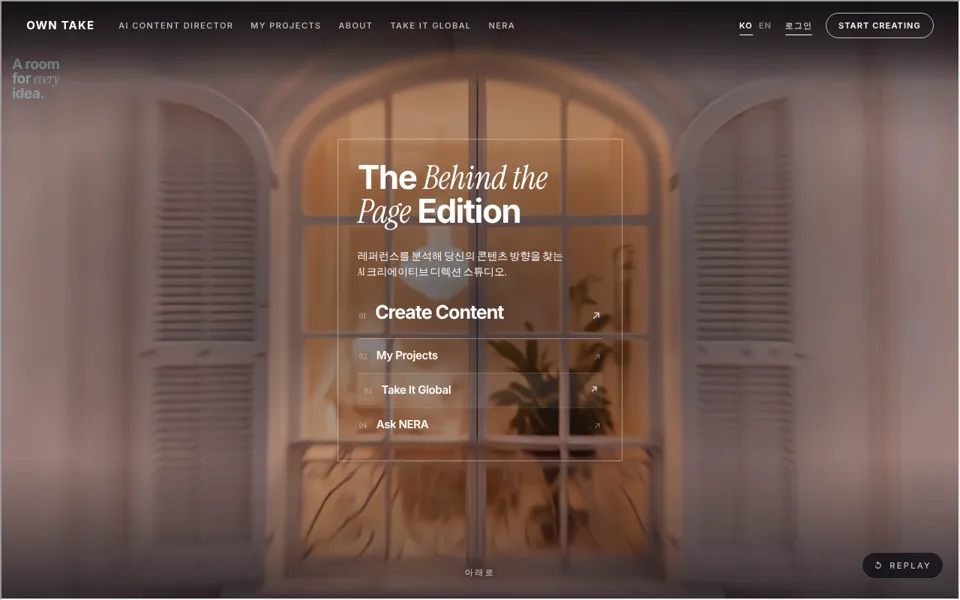 OWN TAKE
AI CONTENT DIRECTOR
MY PROJECTS
ABOUT
TAKE IT GLOBAL
NERA
KO EN
로그인
START CREATING
A room
for every
idea.
The Behind the
Page Edition
레퍼런스를 분석해 당신의 콘텐츠 방향을 찾는
AI 크리에이티브 디렉션 스튜디오.
01 Create Content
02 My Projects
03 Take It Global
04 Ask NERA
아래로
REPLAY